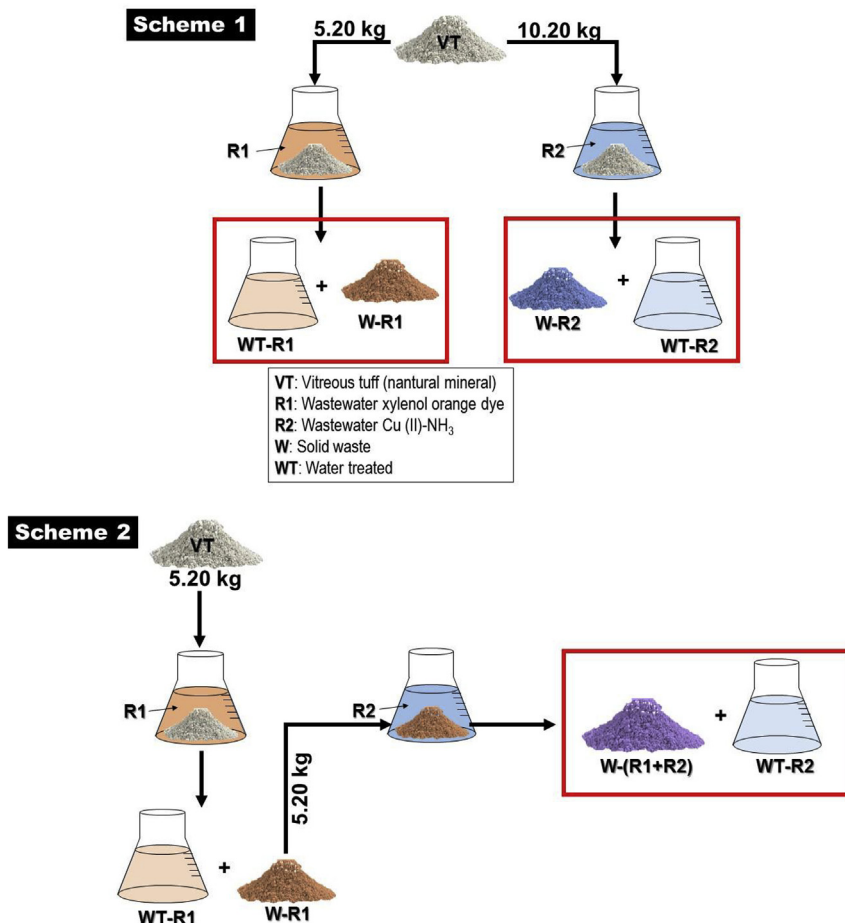 Scheme 1
5.20 kg
VT
10.20 kg
R1
R2
+
W-R1
WT-R1
W-R2
+
WT-R2
VT: Vitreous tuff (nantural mineral)
R1: Wastewater xylenol orange dye
R2: Wastewater Cu (II)-NH₃
W: Solid waste
WT: Water treated
Scheme 2
VT
5.20 kg
R1
R2
5.20 kg
+
W-(R1+R2)
WT-R2
+
WT-R1
W-R1